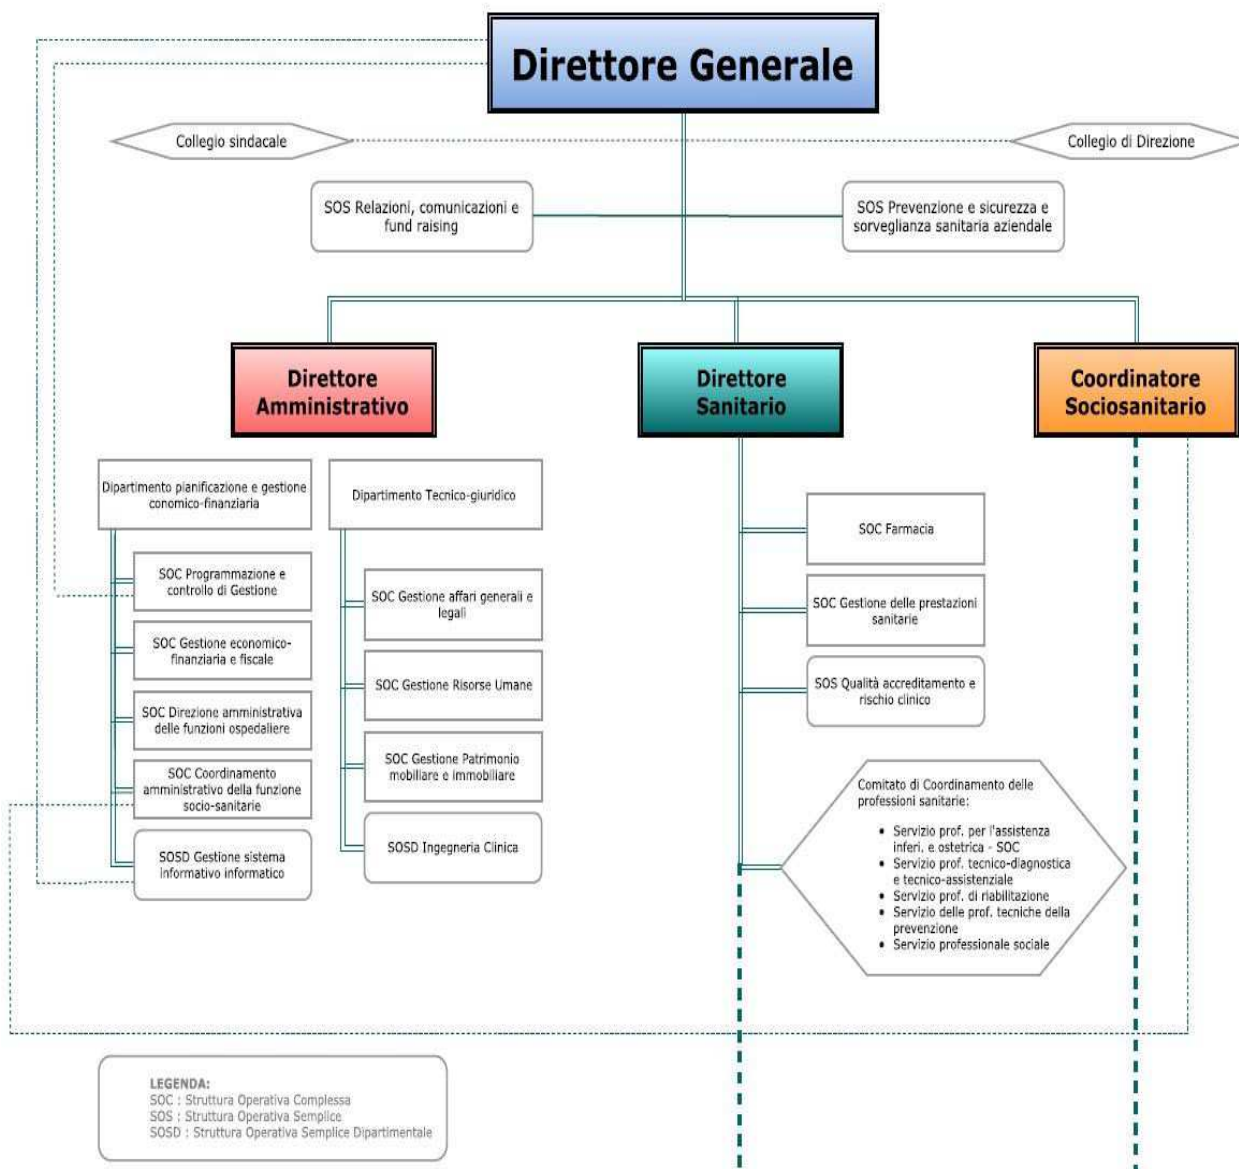 Direttore Generale
Collegio sindacale
Collegio di Direzione
SOS Relazioni, comunicazioni e
fund raising
SOS Prevenzione e sicurezza e
sorveglianza sanitaria aziendale
Direttore
Amministrativo
Direttore
Sanitario
Coordinatore
Sociosanitario
Dipartimento pianificazione e gestione
conomico-finanziaria
SOC Programmazione e
controllo di Gestione
SOC Gestione economico-
finanziaria e fiscale
SOC Direzione amministrativa
delle funzioni ospedaliere
SOC Coordinamento
amministrativo della funzione
socio-sanitarie
SOSD Gestione sistema
informativo informatico
Dipartimento Tecnico-giuridico
SOC Gestione affari generali e
legali
SOC Gestione Risorse Umane
SOC Gestione Patrimonio
mobiliare e immobiliare
SOSD Ingegneria Clinica
SOC Farmacia
SOC Gestione delle prestazioni
sanitarie
SOS Qualità accreditamento e
rischio clinico
Comitato di Coordinamento delle
professioni sanitarie:
• Servizio prof. per l'assistenza
inferi. e ostetrica - SOC
• Servizio prof. tecnico-diagnostica
e tecnico-assistenziale
• Servizio prof. di riabilitazione
• Servizio delle prof. tecniche della
prevenzione
• Servizio professionale sociale
LEGENDA:
SOC : Struttura Operativa Complessa
SOS : Struttura Operativa Semplice
SOSD : Struttura Operativa Semplice Dipartimentale